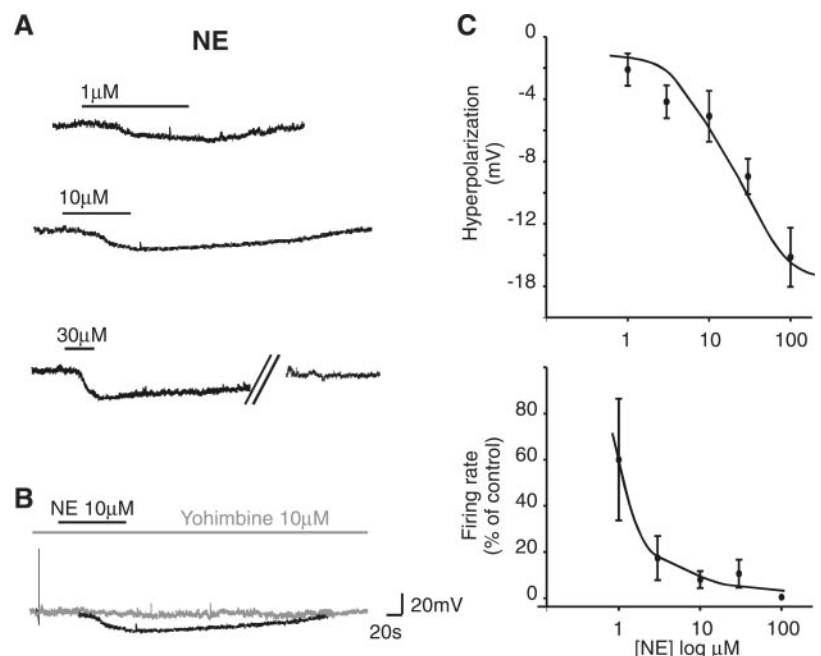 A
NE
1µM
10µM
30µM
B
NE 10µM
Yohimbine 10µM
20mV
20s
C
0
-4
-8
-12
-18
Hyperpolarization
(mV)
1
10
100
80
60
40
20
0
Firing rate
(% of control)
1
10
100
[NE] log µM